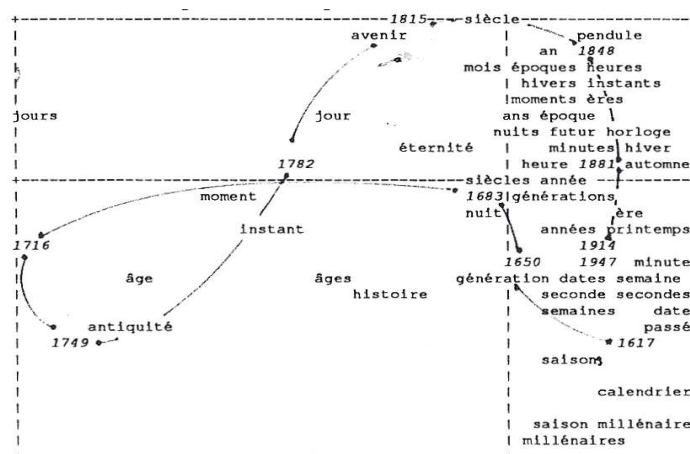 1815 siècle
avenir pendule
an 1848
mois époques heures
hivers instants
moments ères
jours jour ans époque
nuits futur horloge
éternité minutes hiver
1782 heure 1881 automne
siècles année
moment 1683 générations
nuit ère
instant années printemps
1716 1914
1650 1947 minute
âge âges génération dates semaine
histoire seconde secondes
semaines date
antiquité passé
1749 1617
saisons
calendrier
saison millénaire
millénaires